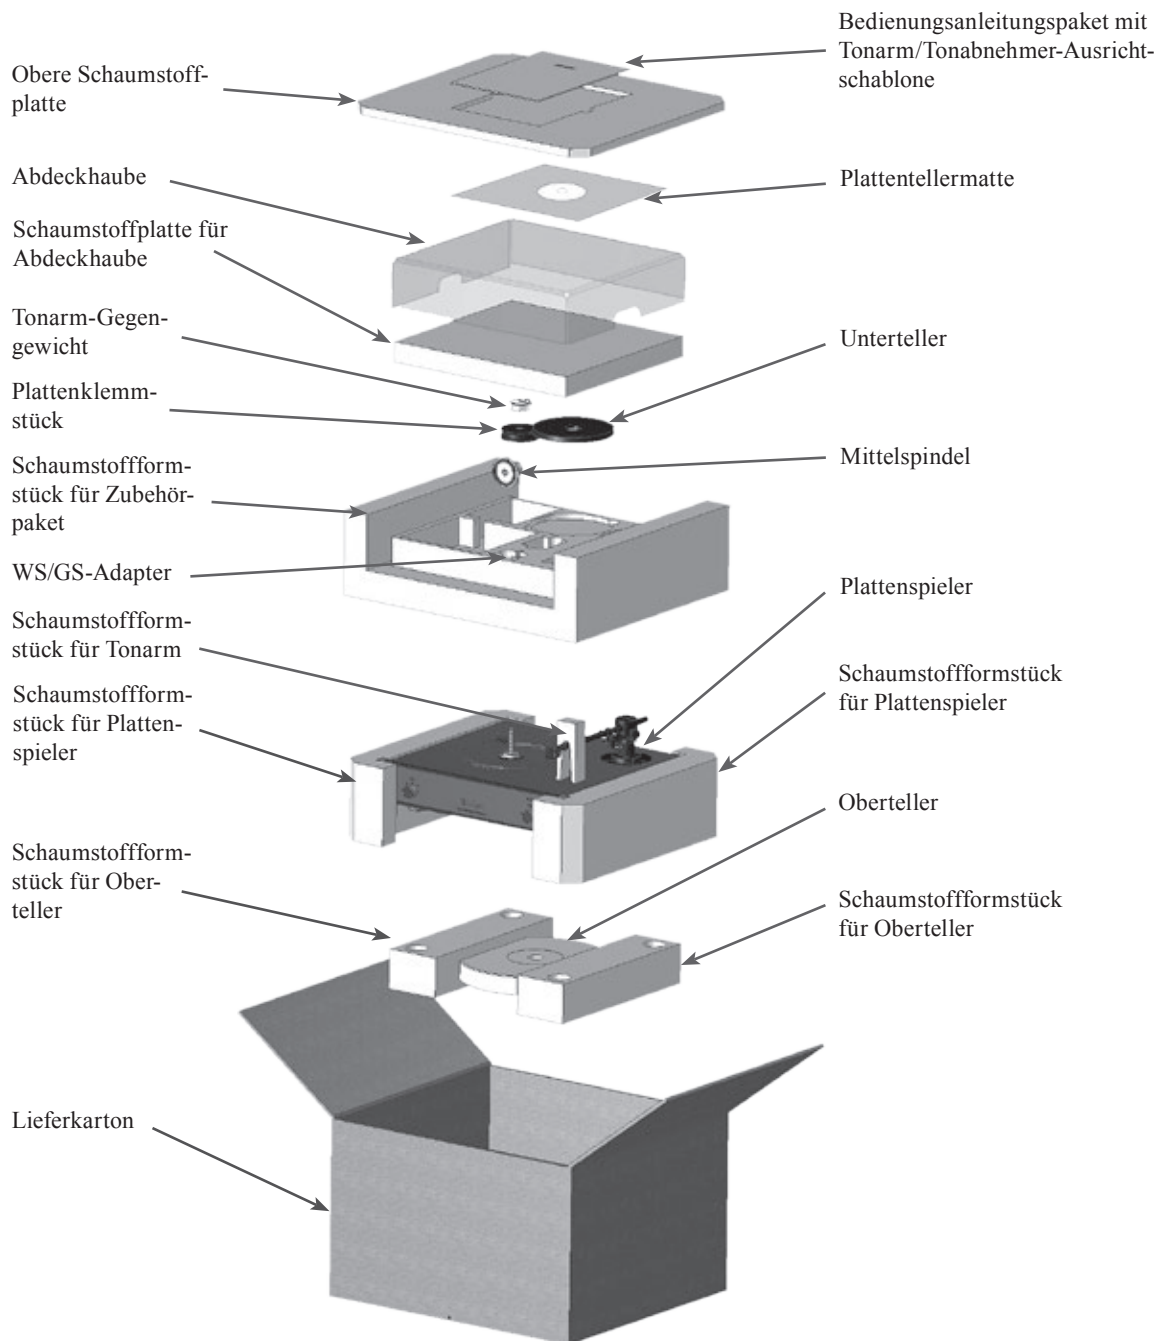 Bedienungsanleitungspaket mit
Tonarm/Tonabnehmer-Ausricht-
schablone
Obere Schaumstoff-
platte
Abdeckhaube
Plattentellermatte
Schaumstoffplatte für
Abdeckhaube
Tonarm-Gegen-
gewicht
Unterteller
Plattenklemm-
stück
Mittelspindel
Schaumstoffform-
stück für Zubehör-
paket
WS/GS-Adapter
Plattenspieler
Schaumstoffform-
stück für Tonarm
Schaumstoffformstück
für Plattenspieler
Schaumstoffform-
stück für Platten-
spieler
Oberteller
Schaumstoffform-
stück für Ober-
teller
Schaumstoffformstück
für Oberteller
Lieferkarton